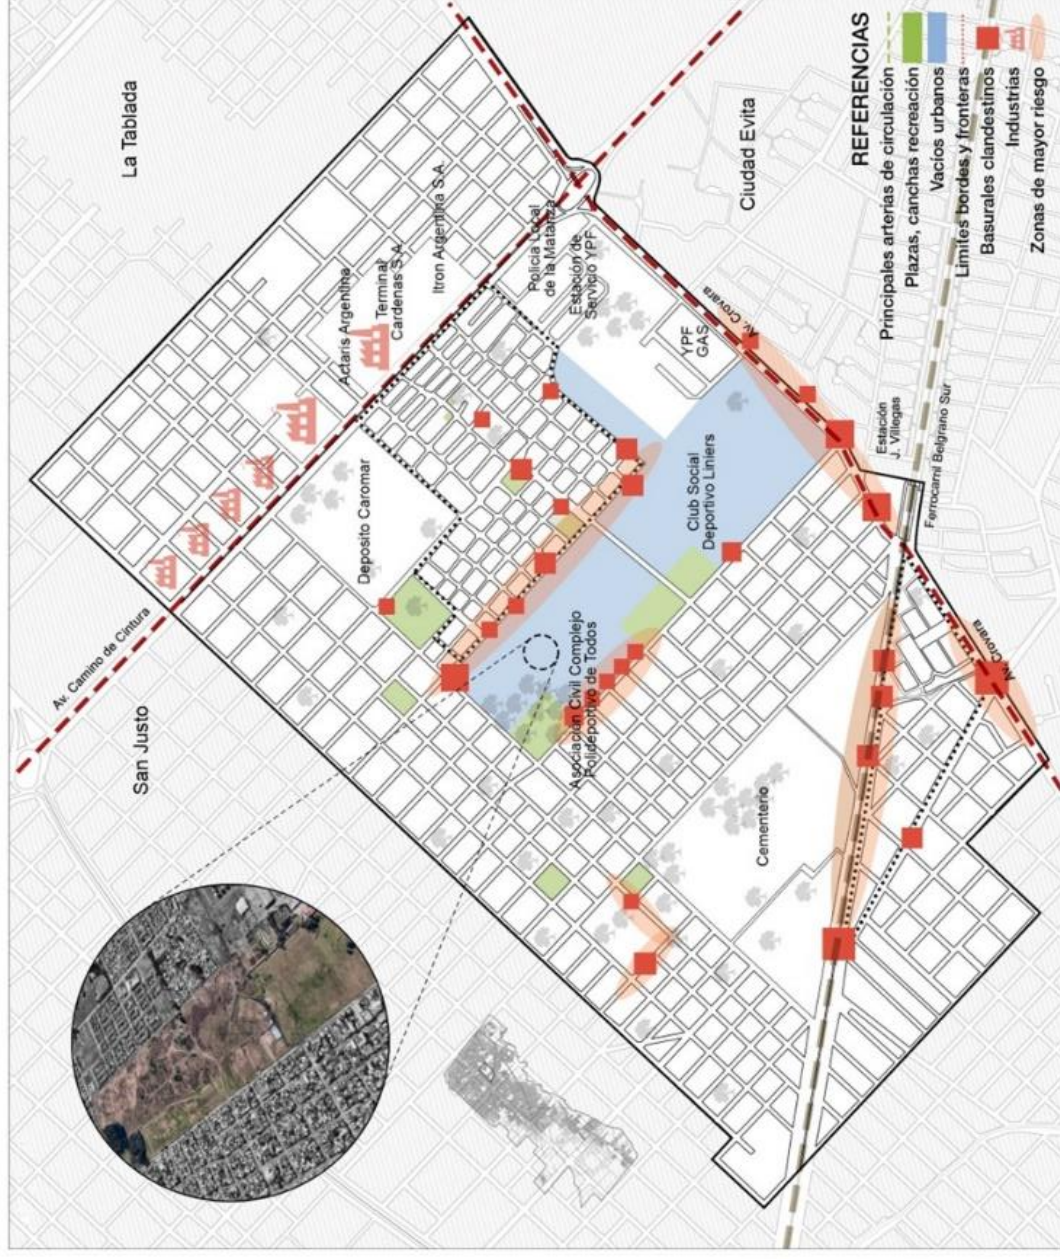 La Tablada
Ciudad Evita
San Justo
Av. Camino de Cintura
Actaris Argentina
Terminal
Cardenas S.A
Itron Argentina S.A
Policia Local
de la Matanza
Estación de
Servicio YPF
YPF
GAS
Av. Crovara
Deposito Caromar
Club Social
Deportivo Liniers
Estación
J. Villegas
Ferrocarril Belgrano Sur
Asociación Civil Complejo
Polideportivo de Todos
Cementerio
Av. Crovara
REFERENCIAS
Principales arterias de circulación
Plazas, canchas recreación
Vacíos urbanos
Limites bordes y fronteras
Basurales clandestinos
Industrias
Zonas de mayor riesgo